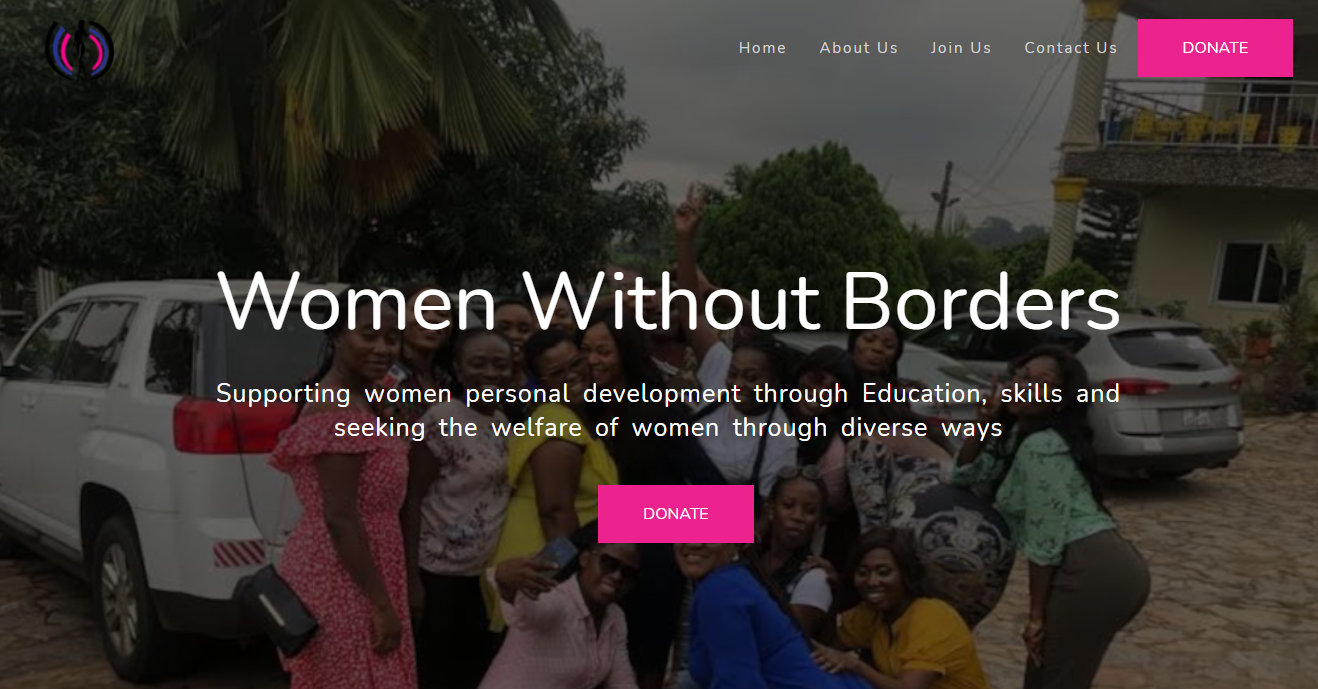 Home
About Us
Join Us
Contact Us
DONATE
Women Without Borders
Supporting women personal development through Education, skills and
seeking the welfare of women through diverse ways
DONATE